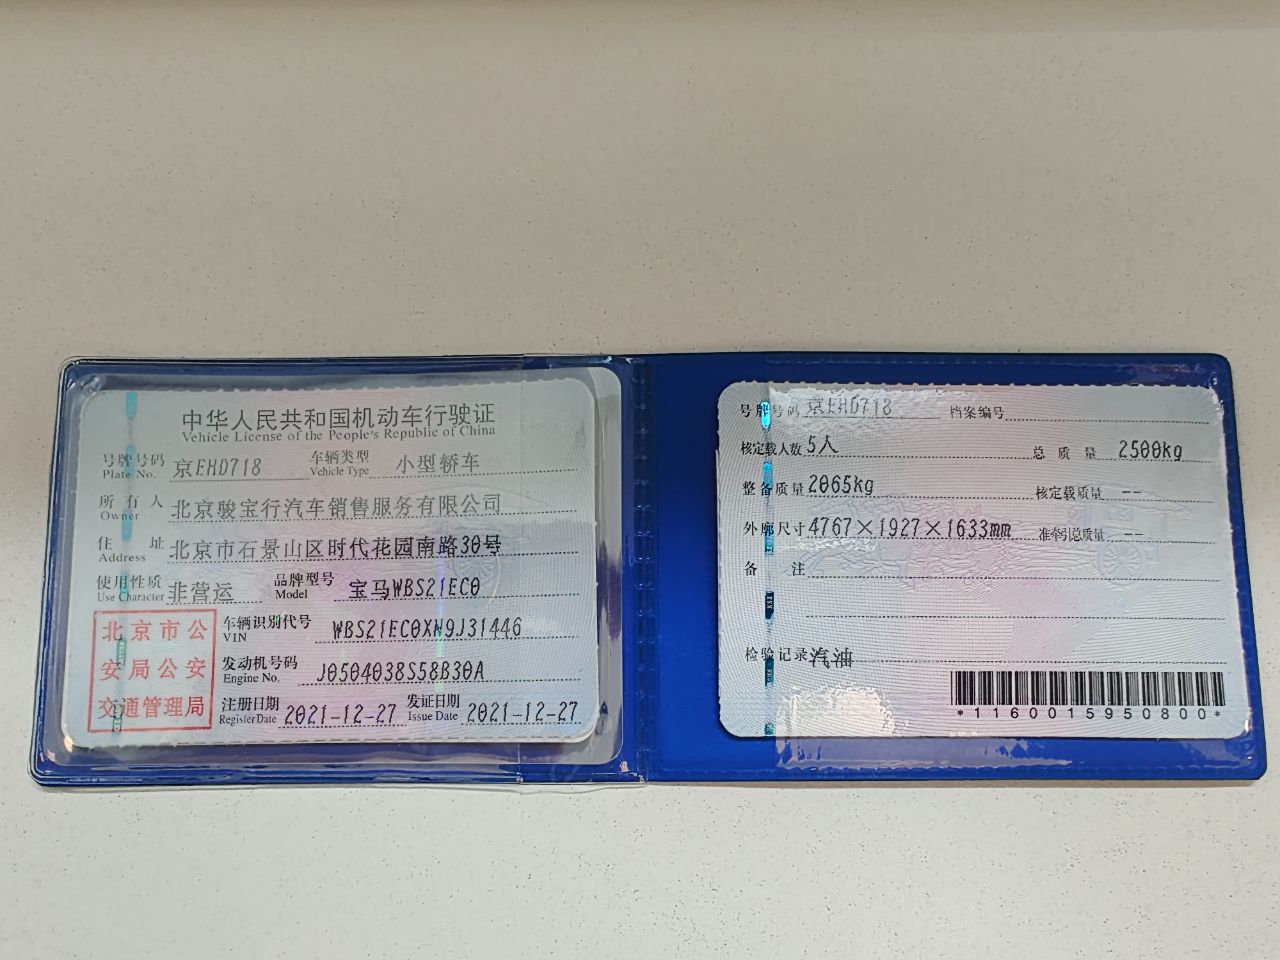 中华人民共和国机动车行驶证
Vehicle License of the People's Republic of China
号牌号码 京EHD718 车辆类型 小型轿车
Plate No. Vehicle Type
所有人 北京骏宝行汽车销售服务有限公司
Owner
住址 北京市石景山区时代花园南路30号
Address
使用性质 非营运 品牌型号 宝马WBS21EC0
Use Character Model
北京市公
安局公安
交通管理局
车辆识别代号 WBS21EC0XN9J31446
VIN
发动机号码 J0504038S58B30A
Engine No.
注册日期 2021-12-27 发证日期 2021-12-27
Register Date Issue Date
号牌号码 京EHD718 档案编号
核定载人数 5人 总质量 2500kg
整备质量 2065kg 核定载质量 --
外廓尺寸 4767×1927×1633mm 准牵引总质量 --
备注
检验记录 汽油
*1160015950800*